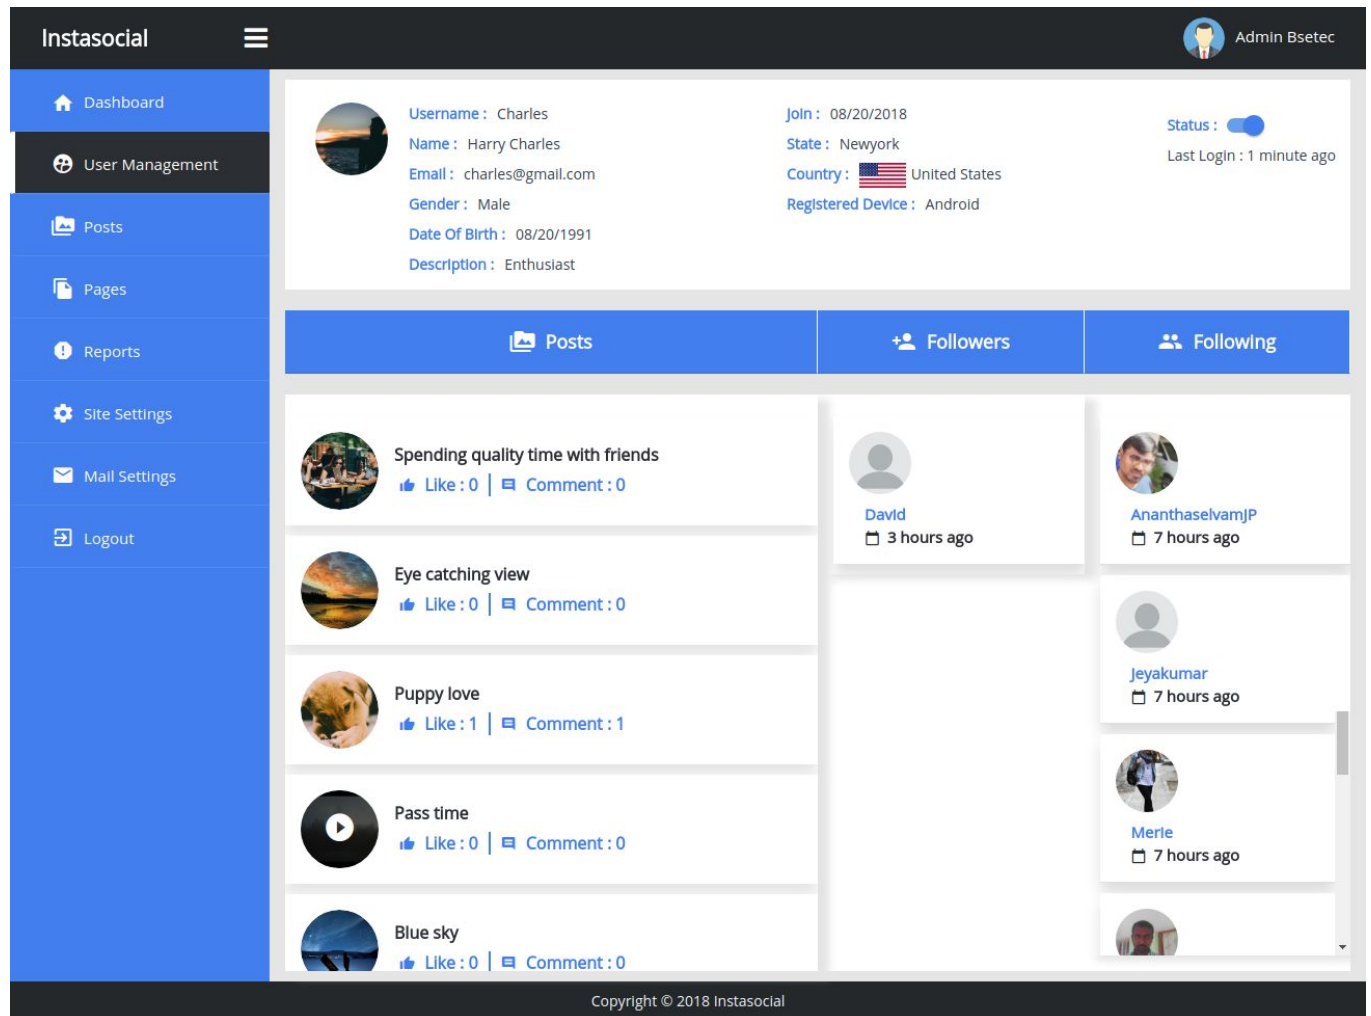 Instasocial
Admin Bsetec
Dashboard
User Management
Posts
Pages
Reports
Site Settings
Mail Settings
Logout
Username : Charles
Name : Harry Charles
Email : charles@gmail.com
Gender : Male
Date Of Birth : 08/20/1991
Description : Enthusiast
Join : 08/20/2018
State : Newyork
Country : United States
Registered Device : Android
Status :
Last Login : 1 minute ago
Posts
Followers
Following
Spending quality time with friends
Like : 0 | Comment : 0
Eye catching view
Like : 0 | Comment : 0
Puppy love
Like : 1 | Comment : 1
Pass time
Like : 0 | Comment : 0
Blue sky
Like : 0 | Comment : 0
David
3 hours ago
AnanthaselvamJP
7 hours ago
Jeyakumar
7 hours ago
Merle
7 hours ago
Copyright © 2018 Instasocial